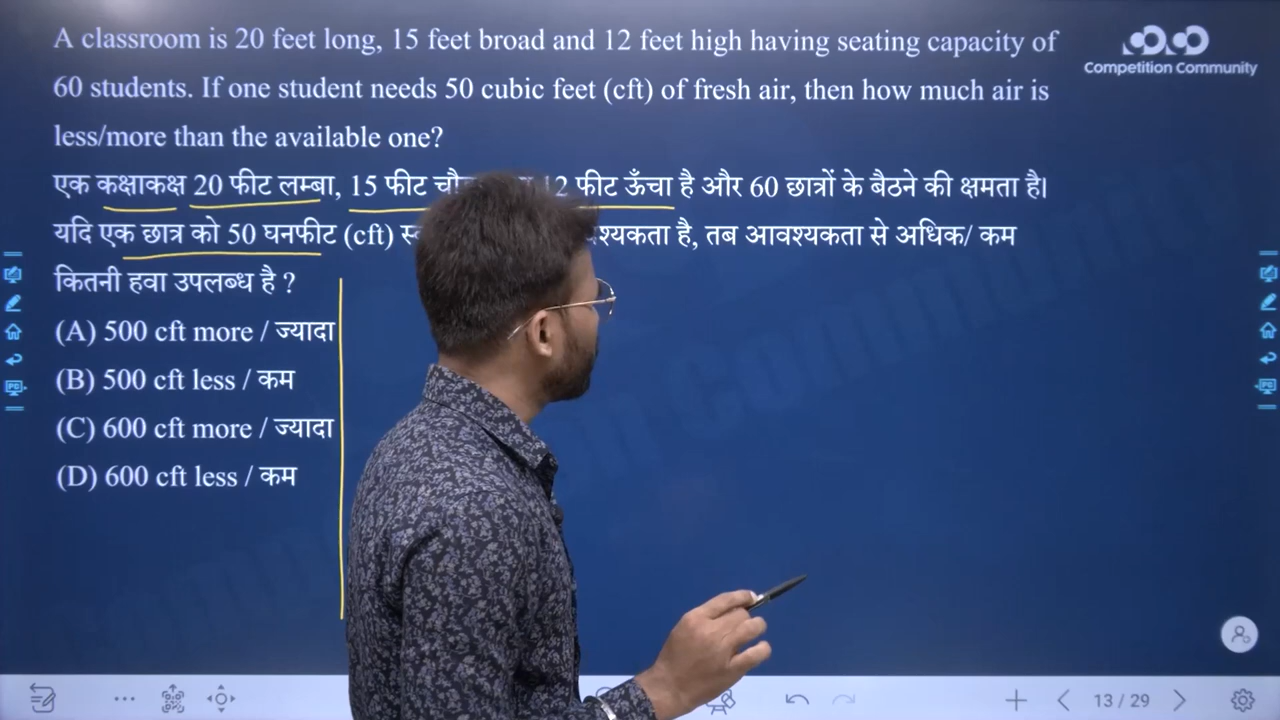 A classroom is 20 feet long, 15 feet broad and 12 feet high having seating capacity of
60 students. If one student needs 50 cubic feet (cft) of fresh air, then how much air is
less/more than the available one?
एक कक्षाकक्ष 20 फीट लम्बा, 15 फीट 12 फीट ऊँचा है और 60 छात्रों के बैठने की क्षमता है।
यदि एक छात्र को 50 घनफीट (cft) है, तब आवश्यकता से अधिक/ कम
कितनी हवा उपलब्ध है ?
(A) 500 cft more / ज्यादा
(B) 500 cft less / कम
(C) 600 cft more / ज्यादा
(D) 600 cft less / कम
Competition Community
13 / 29